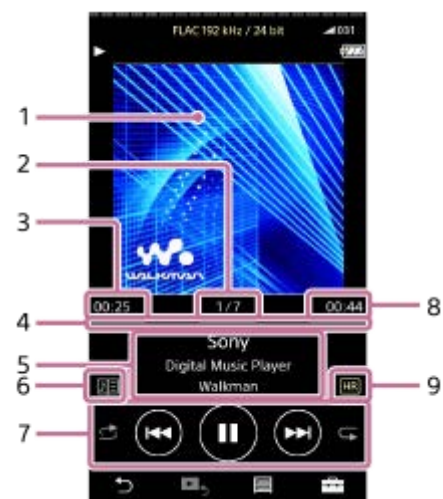 FLAC 192 kHz / 24 bit
031
1
2
3
WALKMAN
00:25
1/7
00:44
8
4
Sony
5
Digital Music Player
6
Walkman
HR
9
7